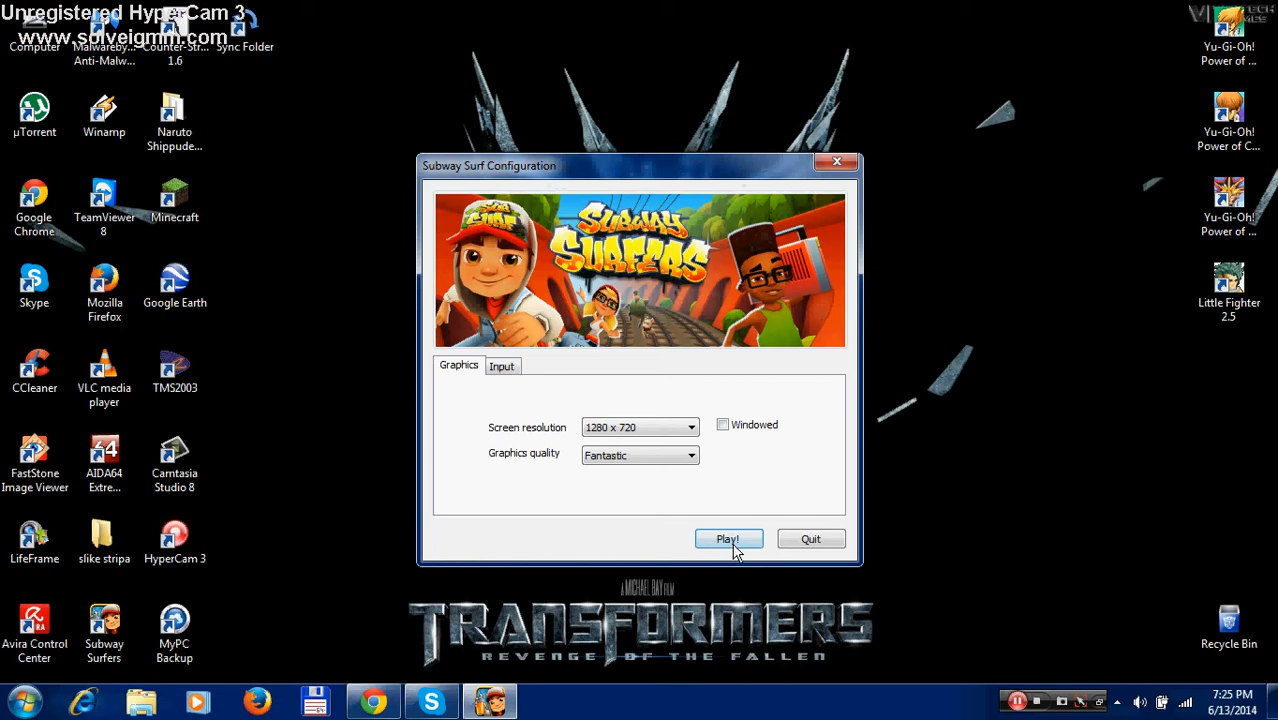 Unregistered HyperCam 3
www.solveigmm.com
Computer
Malwareby...
Anti-Malw...
Counter-Str...
1.6
Sync Folder
Yu-Gi-Oh!
Power of ...
µTorrent
Winamp
Naruto
Shippude...
Yu-Gi-Oh!
Power of C...
Google
Chrome
TeamViewer
8
Minecraft
Yu-Gi-Oh!
Power of ...
Skype
Mozilla
Firefox
Google Earth
Little Fighter
2.5
CCleaner
VLC media
player
TMS2003
FastStone
Image Viewer
AIDA64
Extre...
Camtasia
Studio 8
LifeFrame
slike stripa
HyperCam 3
Avira Control
Center
Subway
Surfers
MyPC
Backup
Recycle Bin
Subway Surf Configuration
SUB
SURF
SUBWAY
SURFERS
Graphics
Input
Screen resolution
1280 x 720
Windowed
Graphics quality
Fantastic
Play!
Quit
A MICHAEL BAY FILM
TRANSFORMERS
REVENGE OF THE FALLEN
7:25 PM
6/13/2014